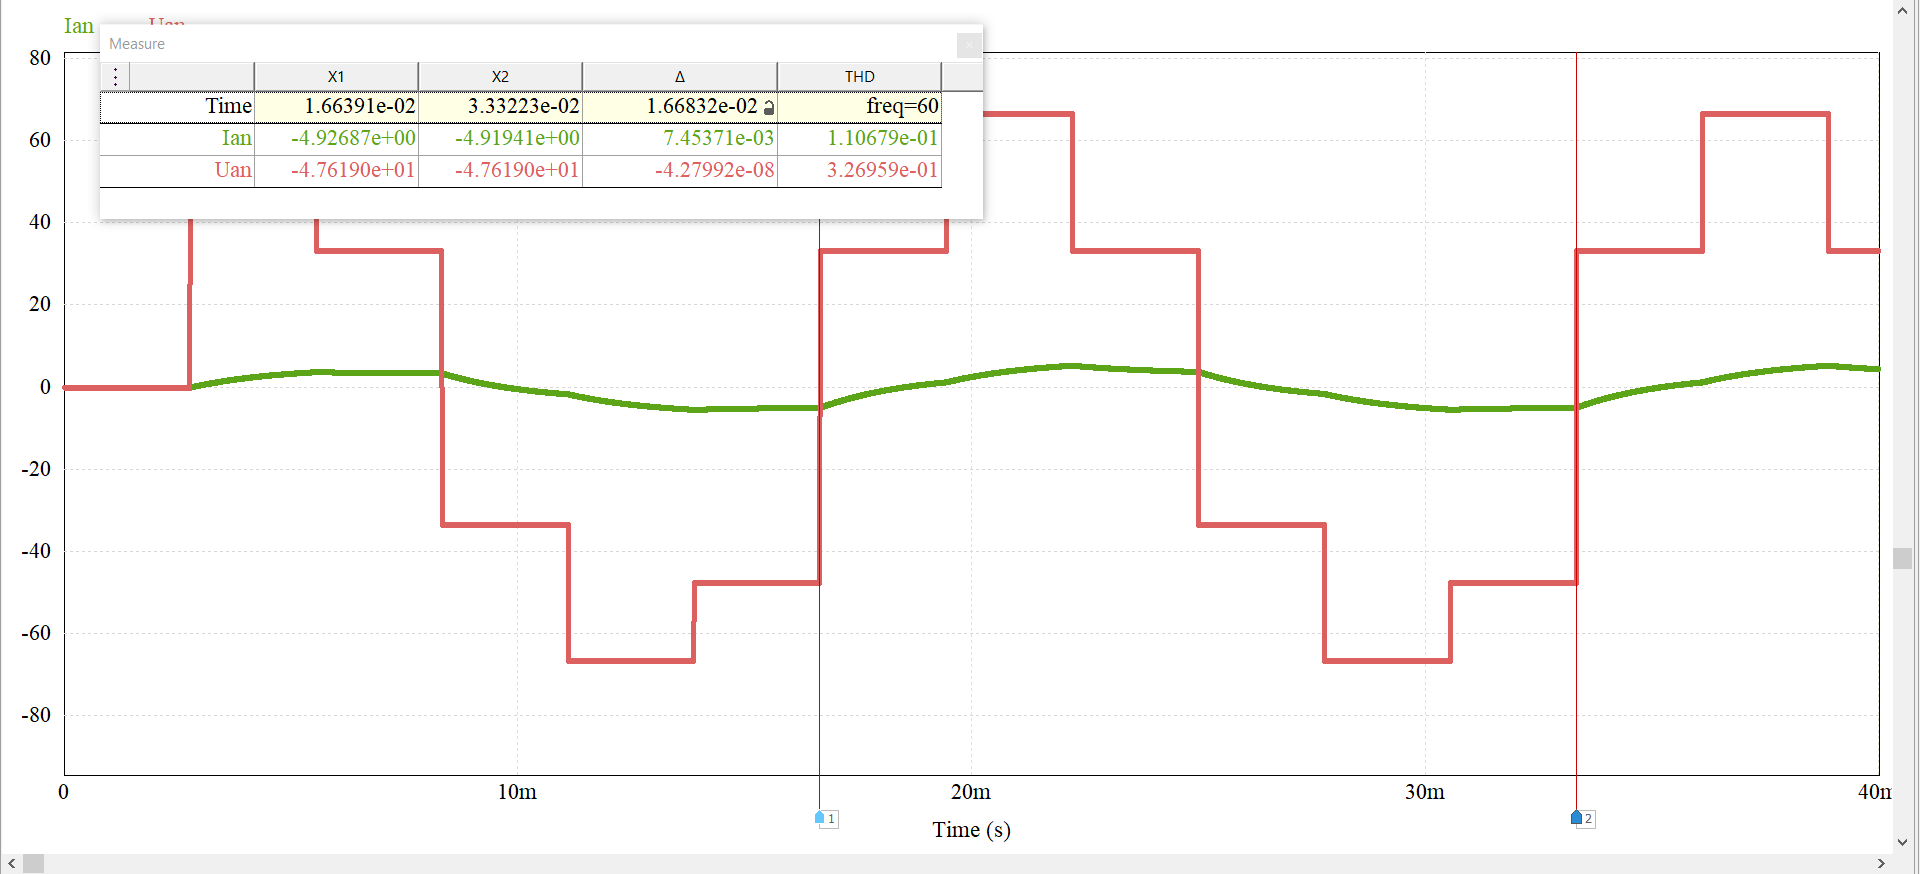 Ian Uan
Measure
X1 X2 Δ THD
Time 1.66391e-02 3.33223e-02 1.66832e-02 freq=60
Ian -4.92687e+00 -4.91941e+00 7.45371e-03 1.10679e-01
Uan -4.76190e+01 -4.76190e+01 -4.27992e-08 3.26959e-01
80
60
40
20
0
-20
-40
-60
-80
0 10m 20m 30m 40m
1 2
Time (s)